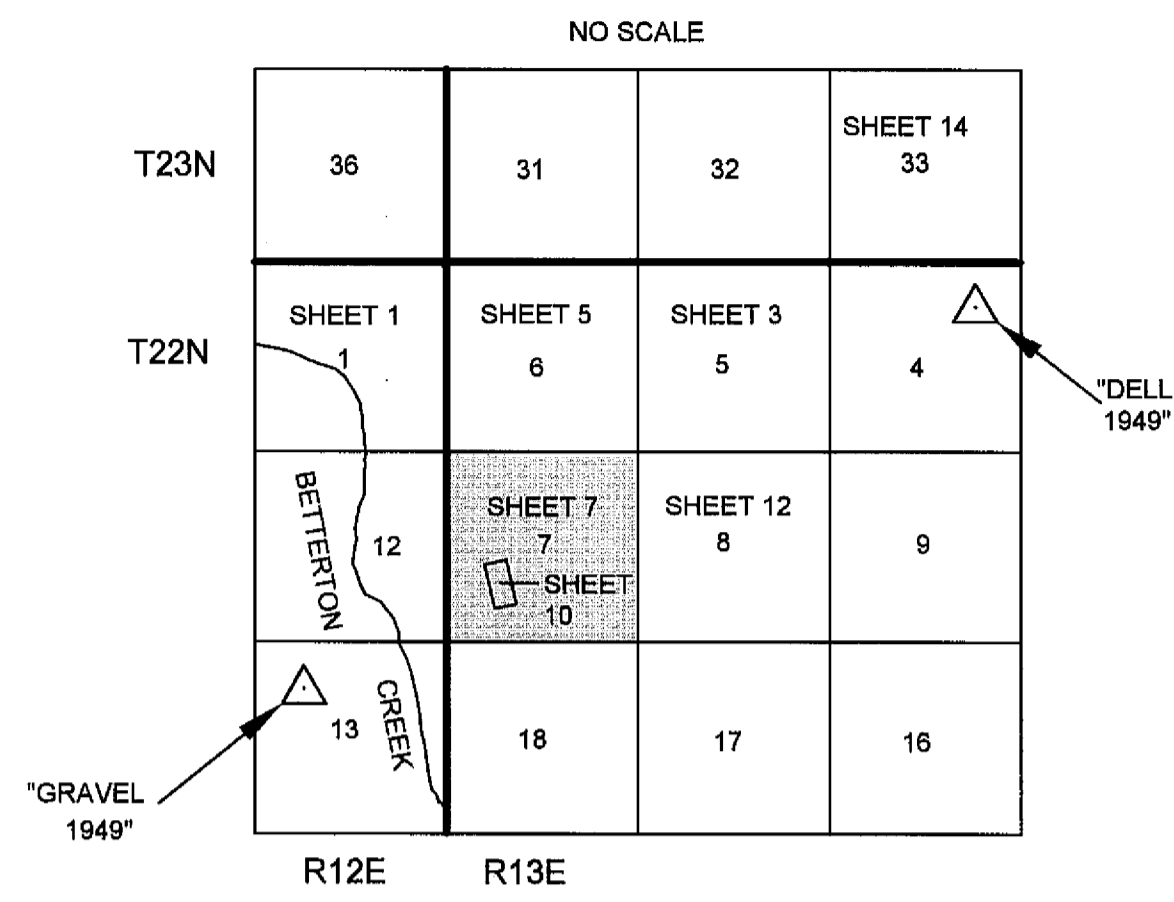 NO SCALE
T23N
36
31
32
SHEET 14
33
T22N
SHEET 1
1
SHEET 5
6
SHEET 3
5
4
"DELL
1949"
BETTERTON
12
SHEET 7
7
SHEET
10
SHEET 12
8
9
"GRAVEL
1949"
13
CREEK
18
17
16
R12E
R13E